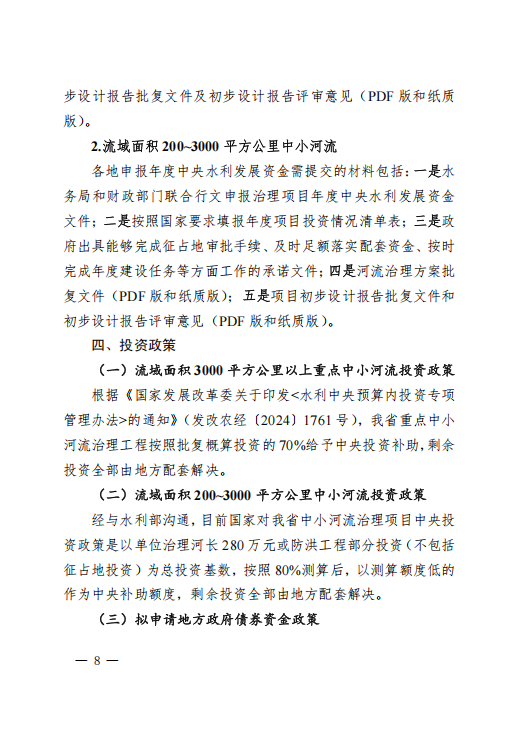 步设计报告批复文件及初步设计报告评审意见（PDF 版和纸质
版）。
2.流域面积 200~3000 平方公里中小河流
各地申报年度中央水利发展资金需提交的材料包括：一是水
务局和财政部门联合行文申报治理项目年度中央水利发展资金
文件；二是按照国家要求填报年度项目投资情况清单表；三是政
府出具能够完成征占地审批手续、及时足额落实配套资金、按时
完成年度建设任务等方面工作的承诺文件；四是河流治理方案批
复文件（PDF 版和纸质版）；五是项目初步设计报告批复文件和
初步设计报告评审意见（PDF 版和纸质版）。
四、投资政策
（一）流域面积 3000 平方公里以上重点中小河流投资政策
根据《国家发展改革委关于印发<水利中央预算内投资专项
管理办法>的通知》（发改农经〔2024〕1761 号），我省重点中小
河流治理工程按照批复概算投资的 70%给予中央投资补助，剩余
投资全部由地方配套解决。
（二）流域面积 200~3000 平方公里中小河流投资政策
经与水利部沟通，目前国家对我省中小河流治理项目中央投
资政策是以单位治理河长 280 万元或防洪工程部分投资（不包括
征占地投资）为总投资基数，按照 80%测算后，以测算额度低的
作为中央补助额度，剩余投资全部由地方配套解决。
（三）拟申请地方政府债券资金政策
— 8 —